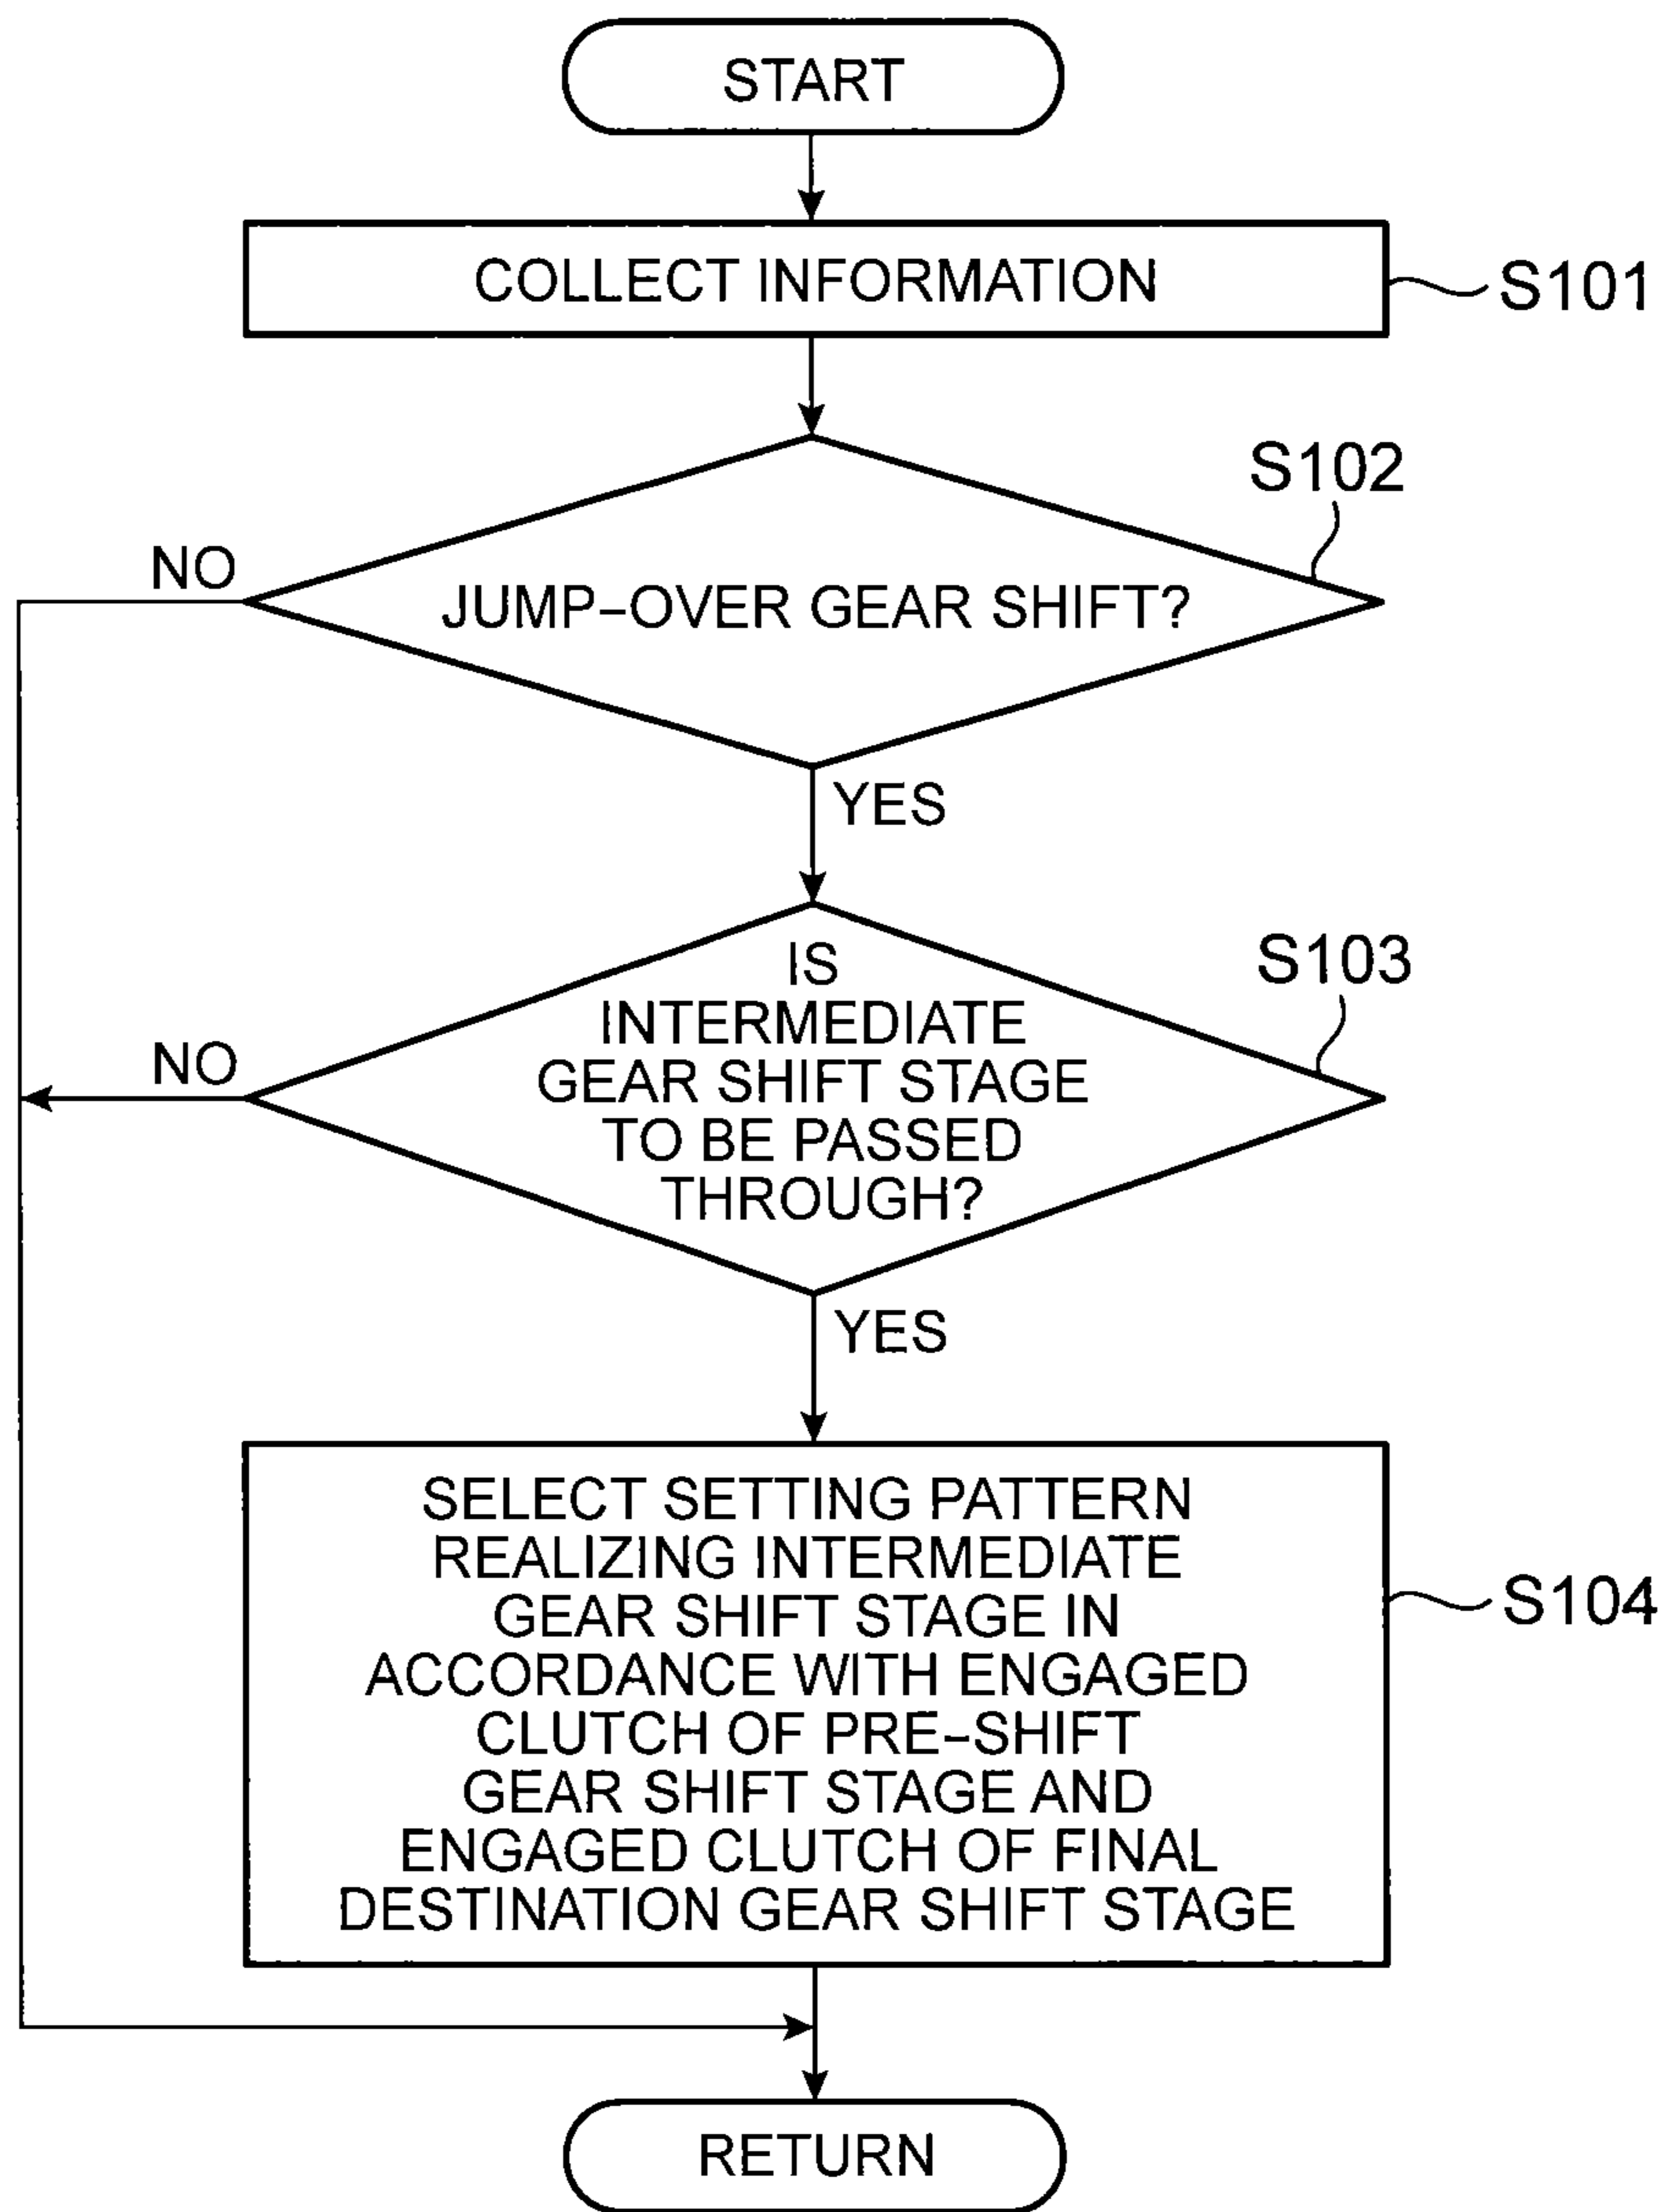 START
COLLECT INFORMATION
S101
S102
NO
JUMP-OVER GEAR SHIFT?
YES
S103
IS
INTERMEDIATE
GEAR SHIFT STAGE
TO BE PASSED
THROUGH?
NO
YES
SELECT SETTING PATTERN
REALIZING INTERMEDIATE
GEAR SHIFT STAGE IN
ACCORDANCE WITH ENGAGED
CLUTCH OF PRE-SHIFT
GEAR SHIFT STAGE AND
ENGAGED CLUTCH OF FINAL
DESTINATION GEAR SHIFT STAGE
S104
RETURN